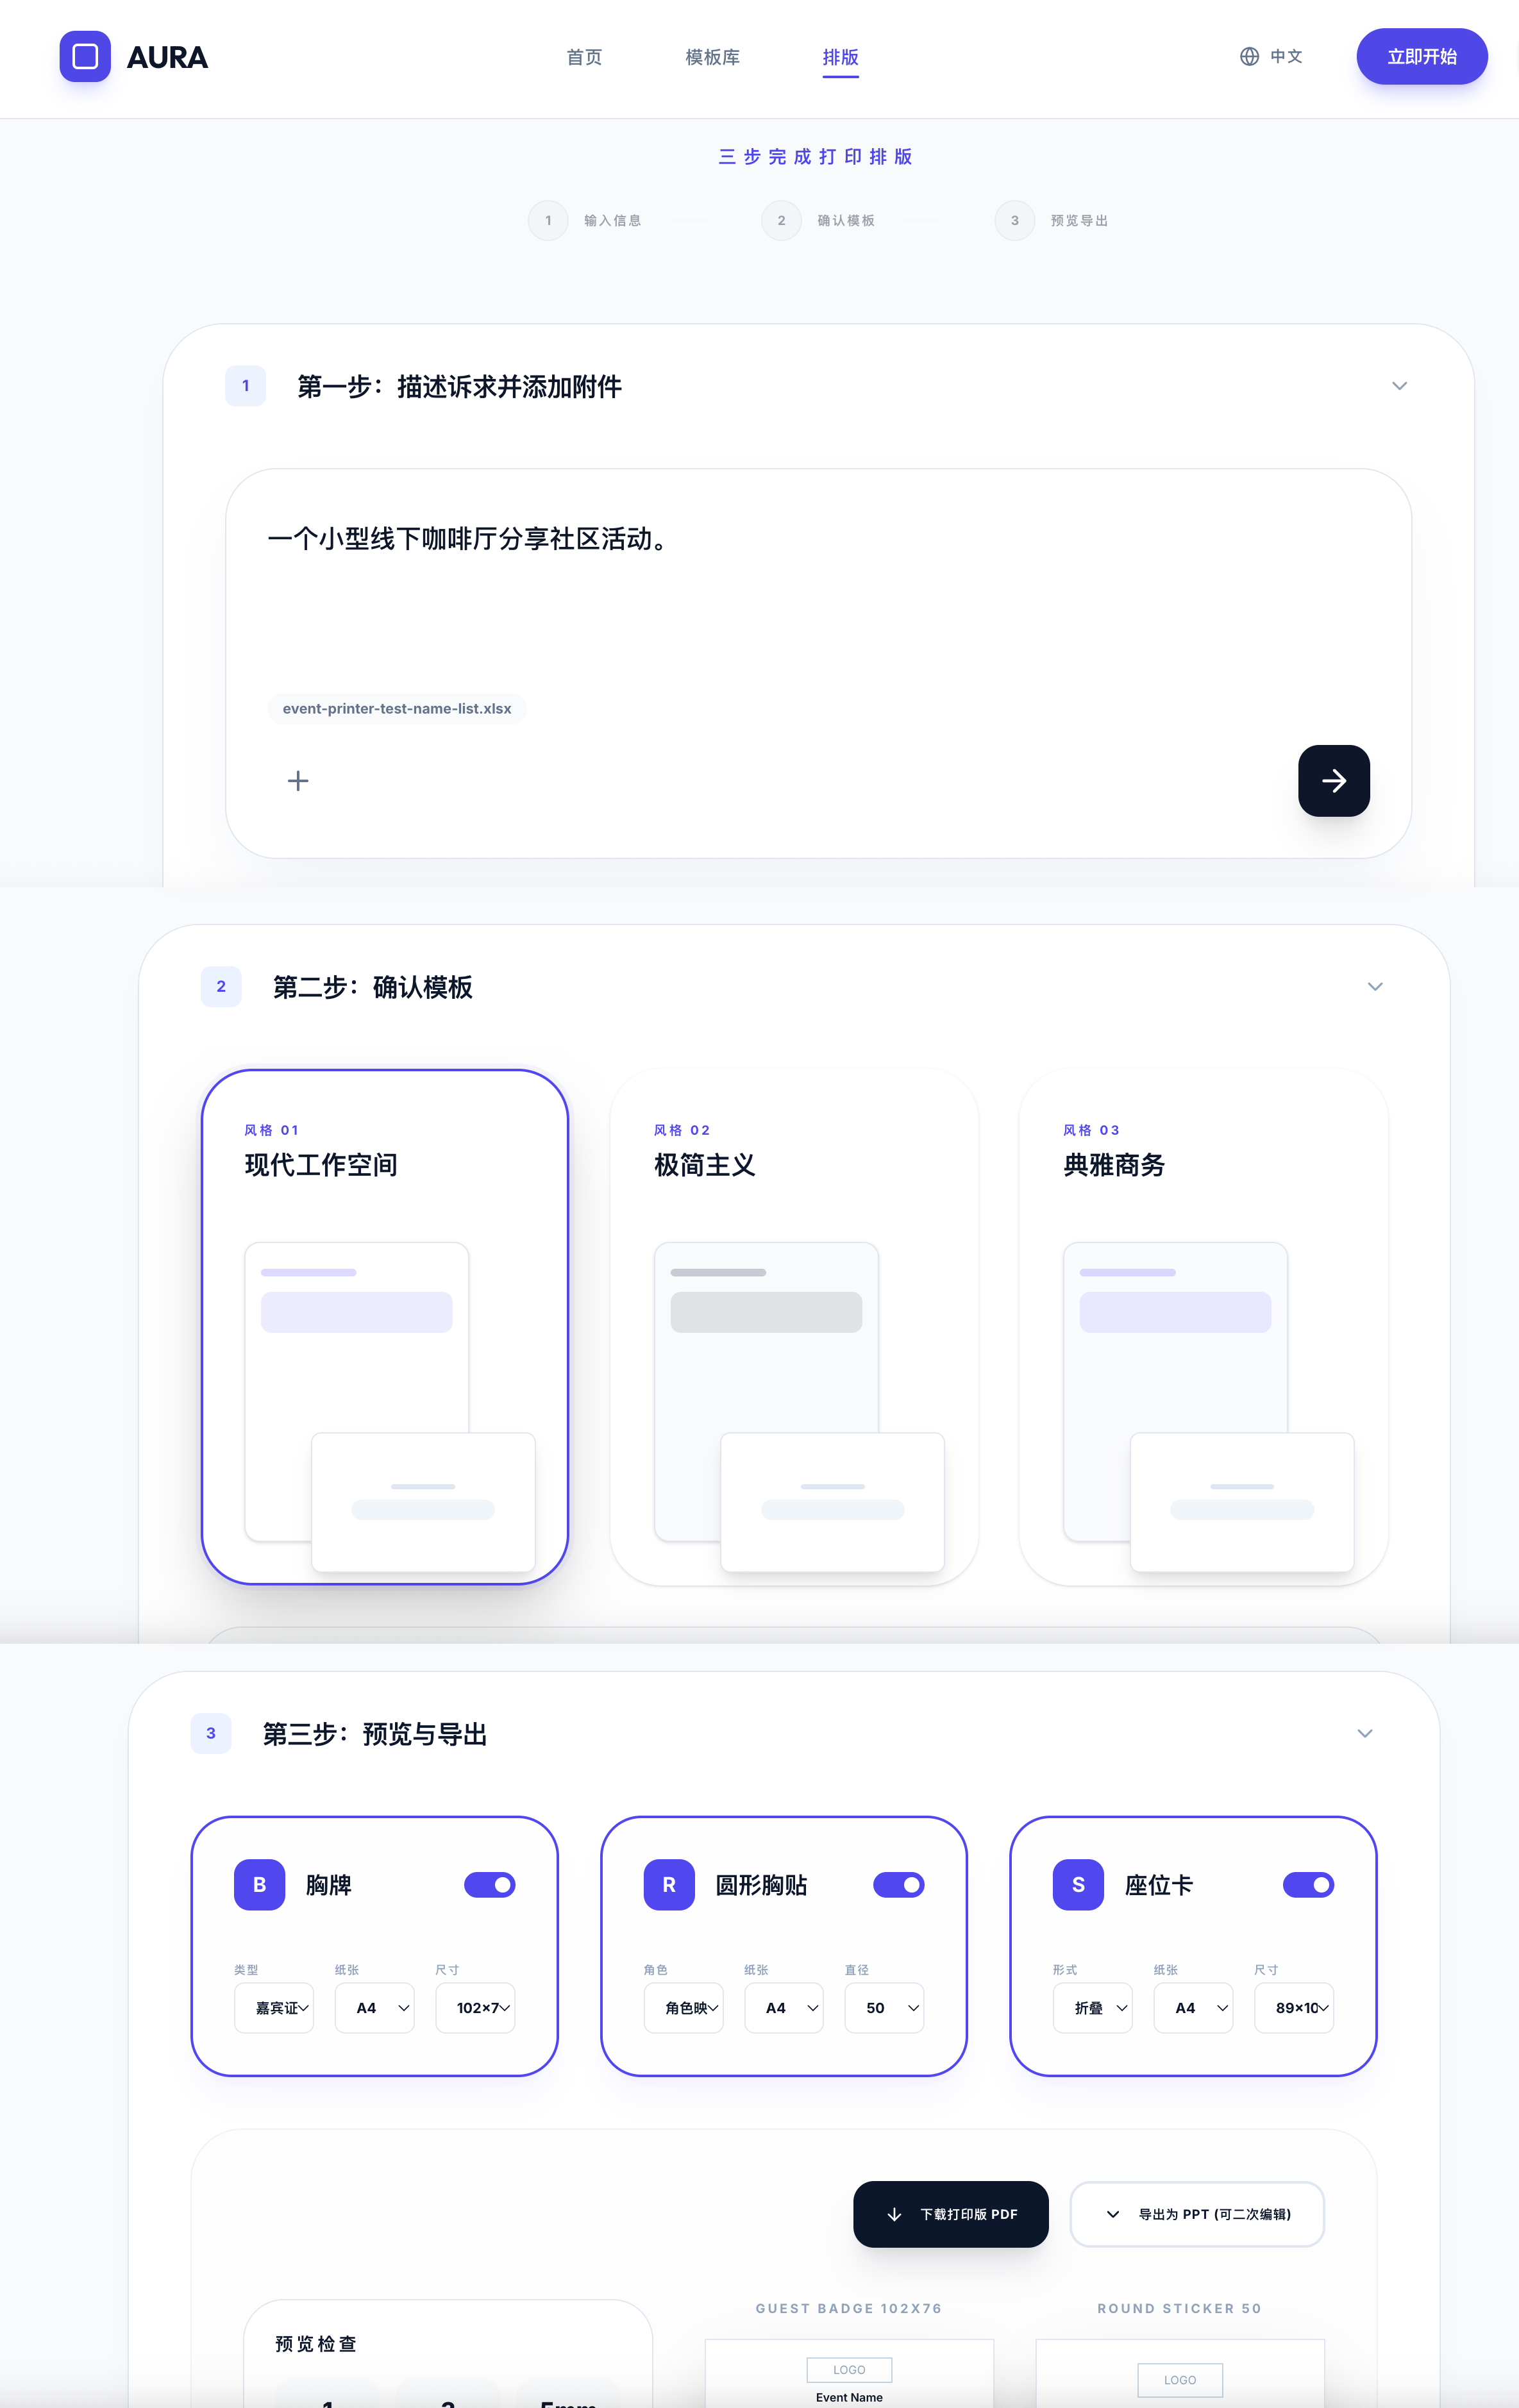 AURA
首页
模板库
排版
中文
立即开始
三步完成打印排版
1 输入信息
2 确认模板
3 预览导出
1 第一步：描述诉求并添加附件
一个小型线下咖啡厅分享社区活动。
event-printer-test-name-list.xlsx
2 第二步：确认模板
风格 01
现代工作空间
风格 02
极简主义
风格 03
典雅商务
3 第三步：预览与导出
B 胸牌
类型 纸张 尺寸
嘉宾证 A4 102×7
R 圆形胸贴
角色 纸张 直径
角色映 A4 50
S 座位卡
形式 纸张 尺寸
折叠 A4 89×10
下载打印版 PDF
导出为 PPT (可二次编辑)
预览检查
GUEST BADGE 102X76
LOGO
Event Name
ROUND STICKER 50
LOGO